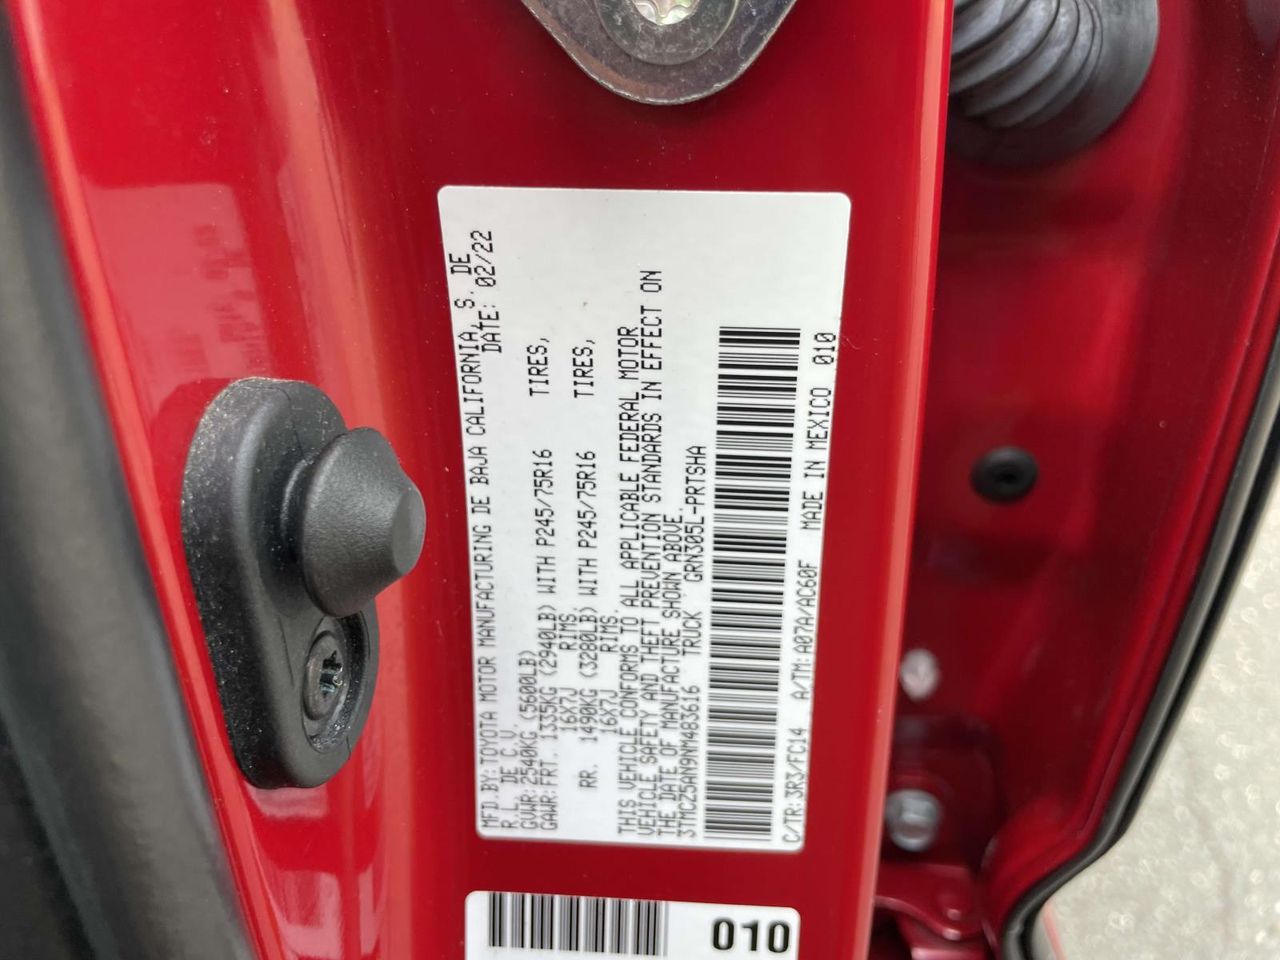 MFD.BY:TOYOTA MOTOR MANUFACTURING DE BAJA CALIFORNIA, S. DE
R.L. DE C.V. DATE: 02/22
GVWR:2540KG (5600LB)
GAWR:FRT. 1335KG (2940LB) WITH P245/75R16 TIRES,
16X7J RIMS,
RR. 1490KG (3280LB) WITH P245/75R16 TIRES,
16X7J RIMS.
THIS VEHICLE CONFORMS TO ALL APPLICABLE FEDERAL MOTOR
VEHICLE SAFETY AND THEFT PREVENTION STANDARDS IN EFFECT ON
THE DATE OF MANUFACTURE SHOWN ABOVE.
3TMCZ5AN9NM483616 TRUCK GRN305L-PRTSHA
C/TR:3R3/FC14 A/TM:A07A/AC60F MADE IN MEXICO 010
010